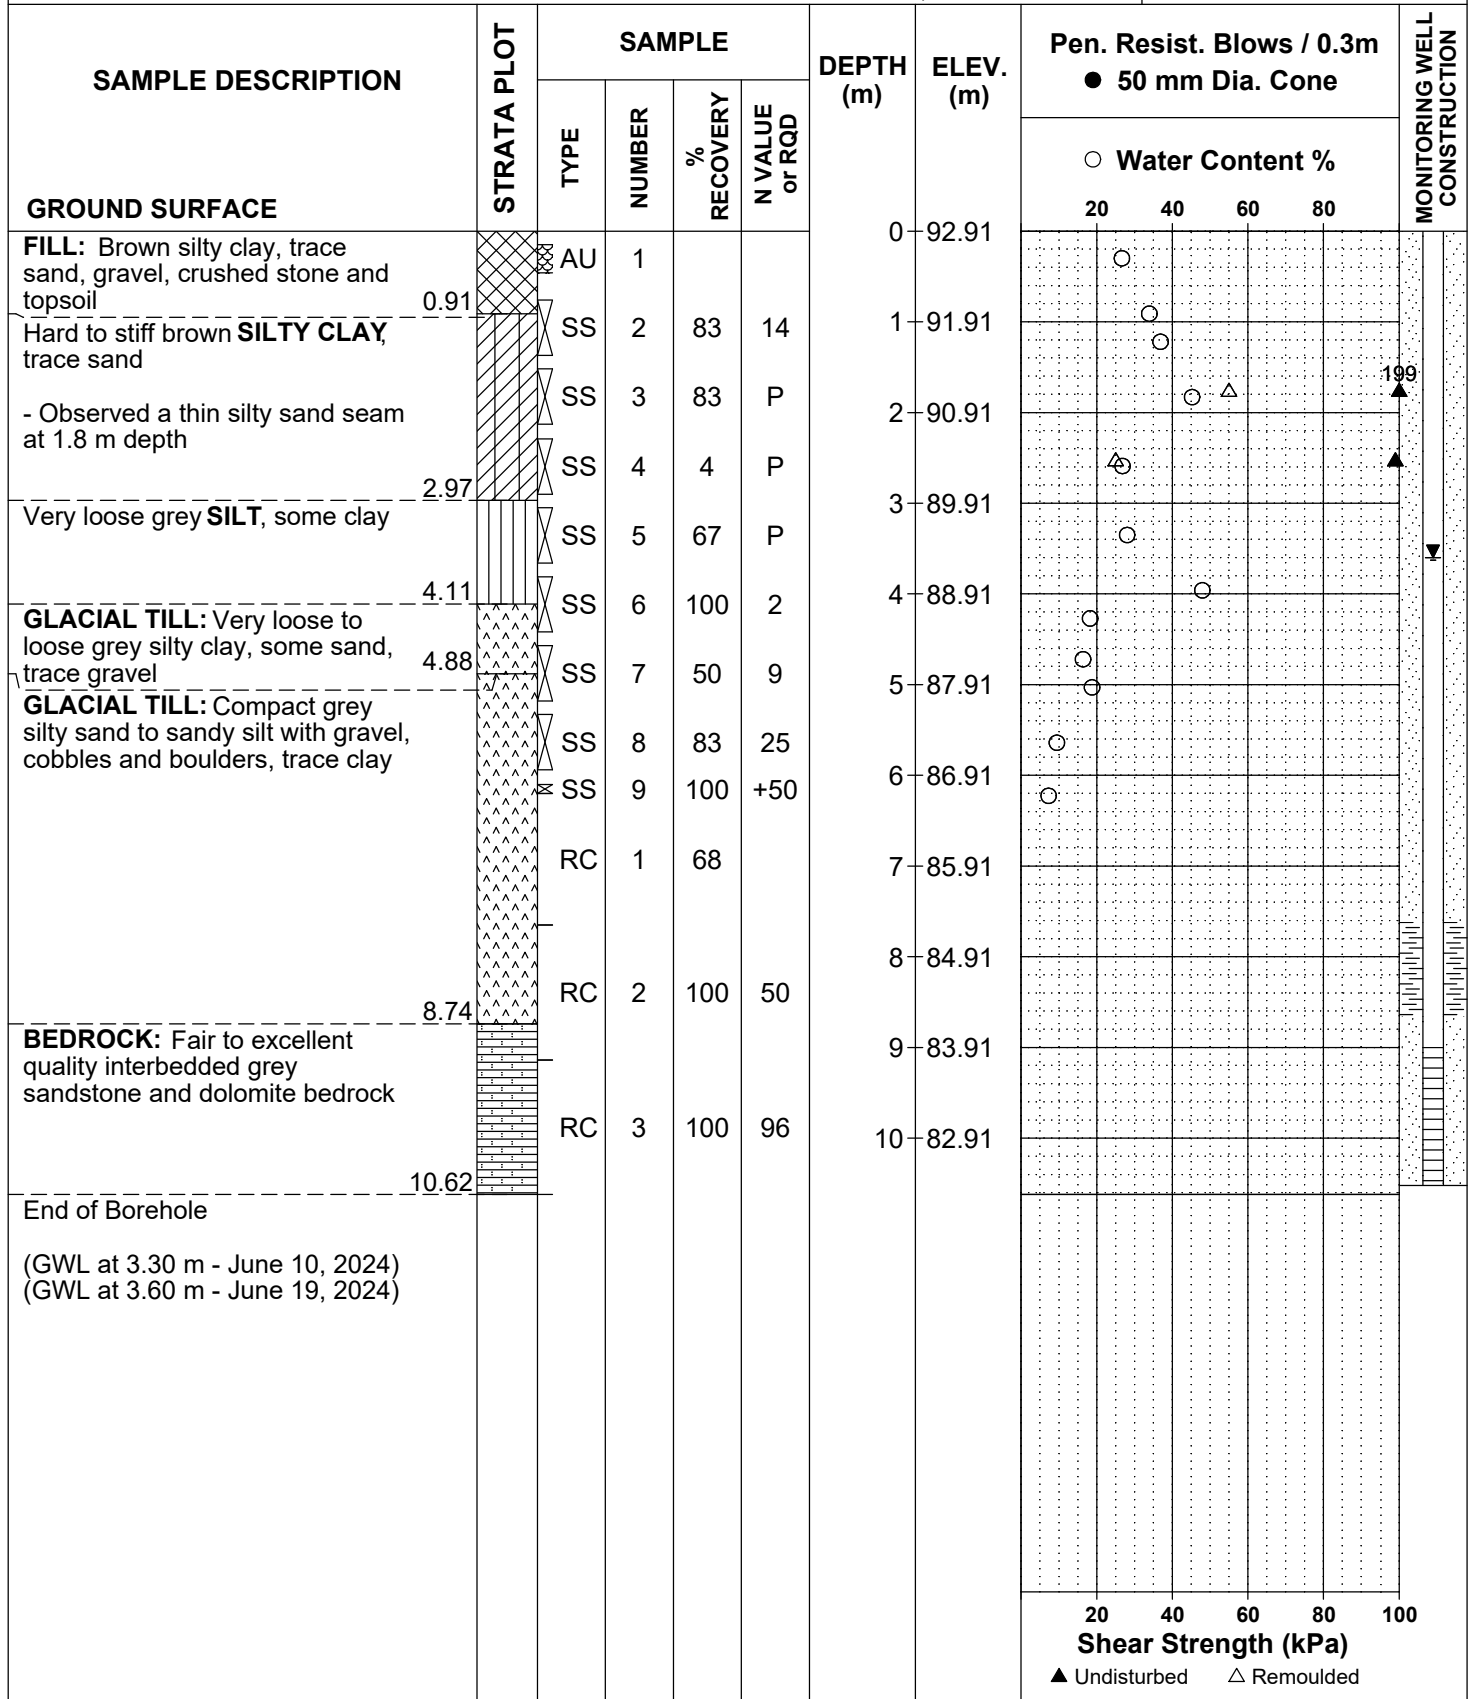 SAMPLE DESCRIPTION
GROUND SURFACE
STRATA PLOT
SAMPLE
TYPE
NUMBER
% RECOVERY
N VALUE or RQD
DEPTH (m)
ELEV. (m)
Pen. Resist. Blows / 0.3m
● 50 mm Dia. Cone
○ Water Content %
20 40 60 80
MONITORING WELL CONSTRUCTION
FILL: Brown silty clay, trace
sand, gravel, crushed stone and
topsoil
0.91
Hard to stiff brown SILTY CLAY,
trace sand
- Observed a thin silty sand seam
at 1.8 m depth
2.97
Very loose grey SILT, some clay
4.11
GLACIAL TILL: Very loose to
loose grey silty clay, some sand,
trace gravel
4.88
GLACIAL TILL: Compact grey
silty sand to sandy silt with gravel,
cobbles and boulders, trace clay
8.74
BEDROCK: Fair to excellent
quality interbedded grey
sandstone and dolomite bedrock
10.62
End of Borehole
(GWL at 3.30 m - June 10, 2024)
(GWL at 3.60 m - June 19, 2024)
AU 1
SS 2 83 14
SS 3 83 P
SS 4 4 P
SS 5 67 P
SS 6 100 2
SS 7 50 9
SS 8 83 25
SS 9 100 +50
RC 1 68
RC 2 100 50
RC 3 100 96
0 92.91
1 91.91
2 90.91
3 89.91
4 88.91
5 87.91
6 86.91
7 85.91
8 84.91
9 83.91
10 82.91
199
20 40 60 80 100
Shear Strength (kPa)
▲ Undisturbed △ Remoulded